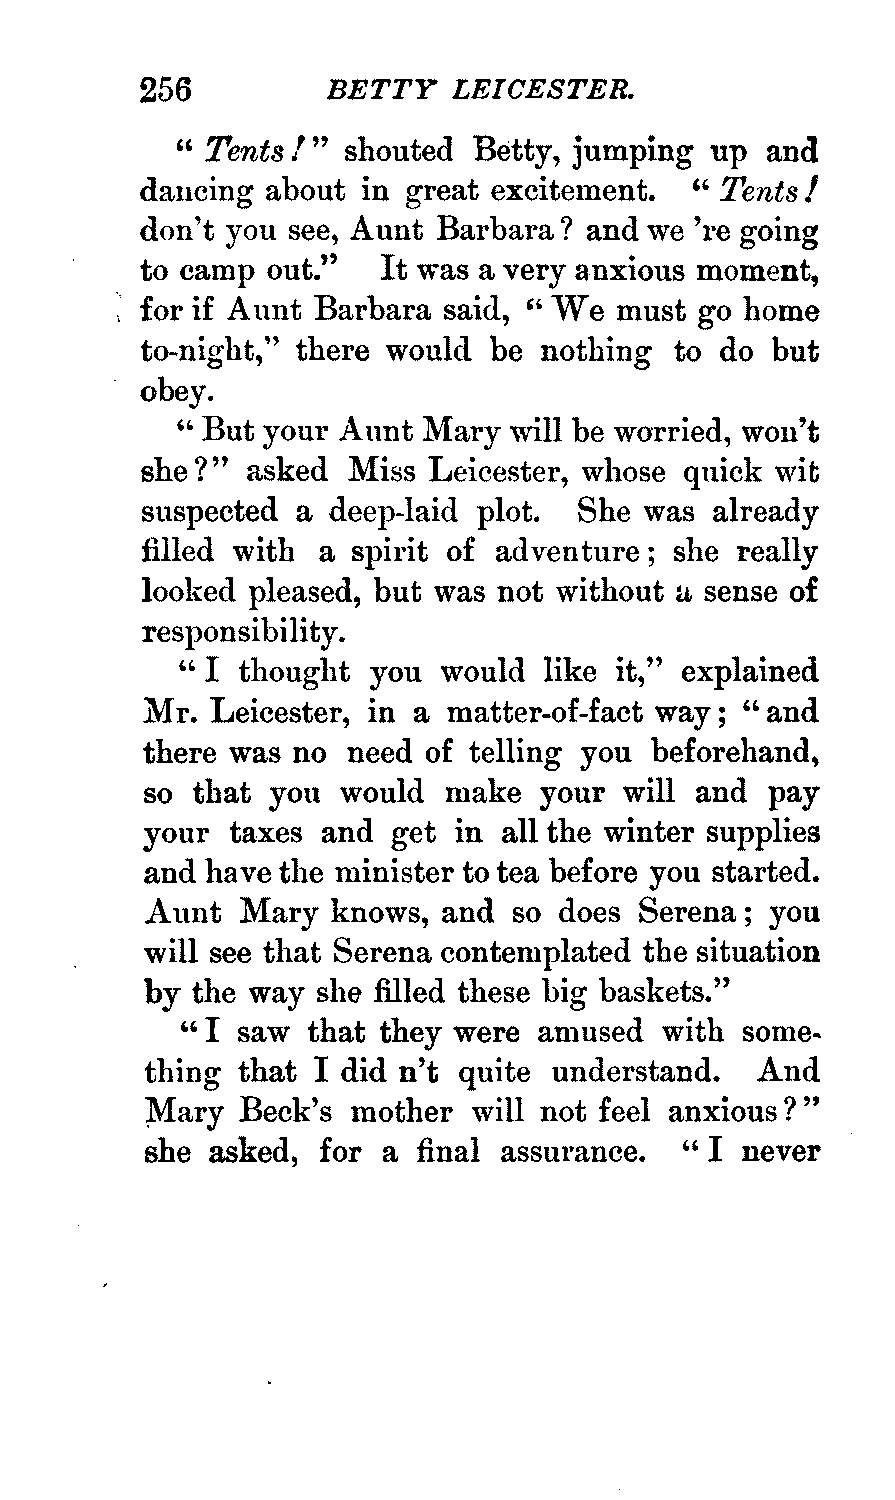 256 BETTY LEICESTER.
"Tents!" shouted Betty, jumping up and
dancing about in great excitement. "Tents!
don't you see, Aunt Barbara? and we 're going
to camp out." It was a very anxious moment,
for if Aunt Barbara said, "We must go home
to-night," there would be nothing to do but
obey.
"But your Aunt Mary will be worried, won't
she?" asked Miss Leicester, whose quick wit
suspected a deep-laid plot. She was already
filled with a spirit of adventure; she really
looked pleased, but was not without a sense of
responsibility.
"I thought you would like it," explained
Mr. Leicester, in a matter-of-fact way; "and
there was no need of telling you beforehand,
so that you would make your will and pay
your taxes and get in all the winter supplies
and have the minister to tea before you started.
Aunt Mary knows, and so does Serena; you
will see that Serena contemplated the situation
by the way she filled these big baskets."
"I saw that they were amused with some-
thing that I did n't quite understand. And
Mary Beck's mother will not feel anxious?"
she asked, for a final assurance. "I never